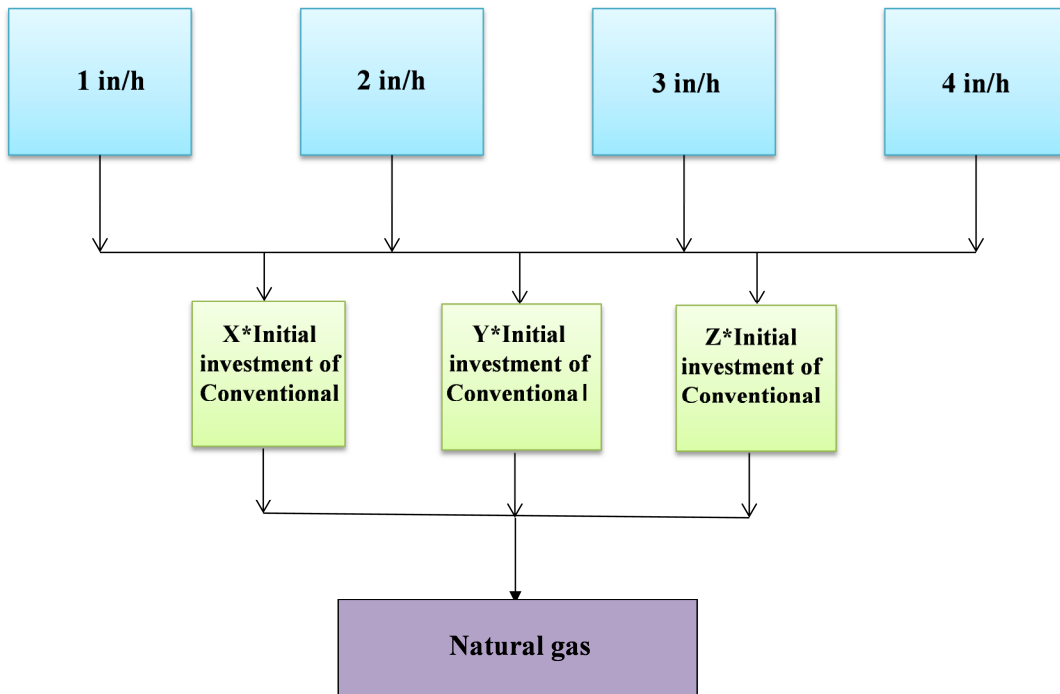 1 in/h
2 in/h
3 in/h
4 in/h
X*Initial
investment of
Conventional
Y*Initial
investment of
Conventional
Z*Initial
investment of
Conventional
Natural gas